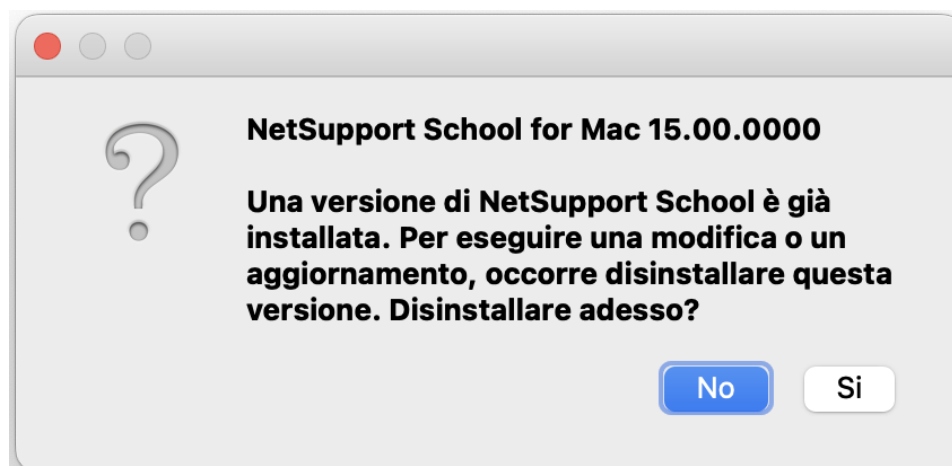 NetSupport School for Mac 15.00.0000
Una versione di NetSupport School è già
installata. Per eseguire una modifica o un
aggiornamento, occorre disinstallare questa
versione. Disinstallare adesso?
No
Si